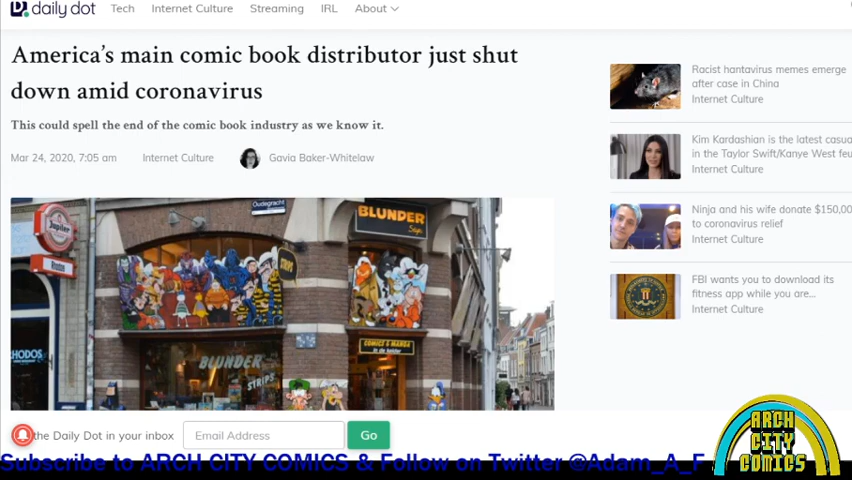 daily dot Tech Internet Culture Streaming IRL About
America's main comic book distributor just shut
down amid coronavirus
This could spell the end of the comic book industry as we know it.
Mar 24, 2020, 7:05 am Internet Culture Gavia Baker-Whitelaw
Racist hantavirus memes emerge
after case in China
Internet Culture
Kim Kardashian is the latest casua
in the Taylor Swift/Kanye West feu
Internet Culture
Ninja and his wife donate $150,00
to coronavirus relief
Internet Culture
FBI wants you to download its
fitness app while you are...
Internet Culture
Oudegracht
Jupiler
BLUNDER
Strips
STRIPS
RHODOS
COMICS & MANGA
BLUNDER
STRIPS
the Daily Dot in your inbox Email Address Go
Subscribe to ARCH CITY COMICS & Follow on Twitter @Adam_A_F
ARCH
CITY
COMICS